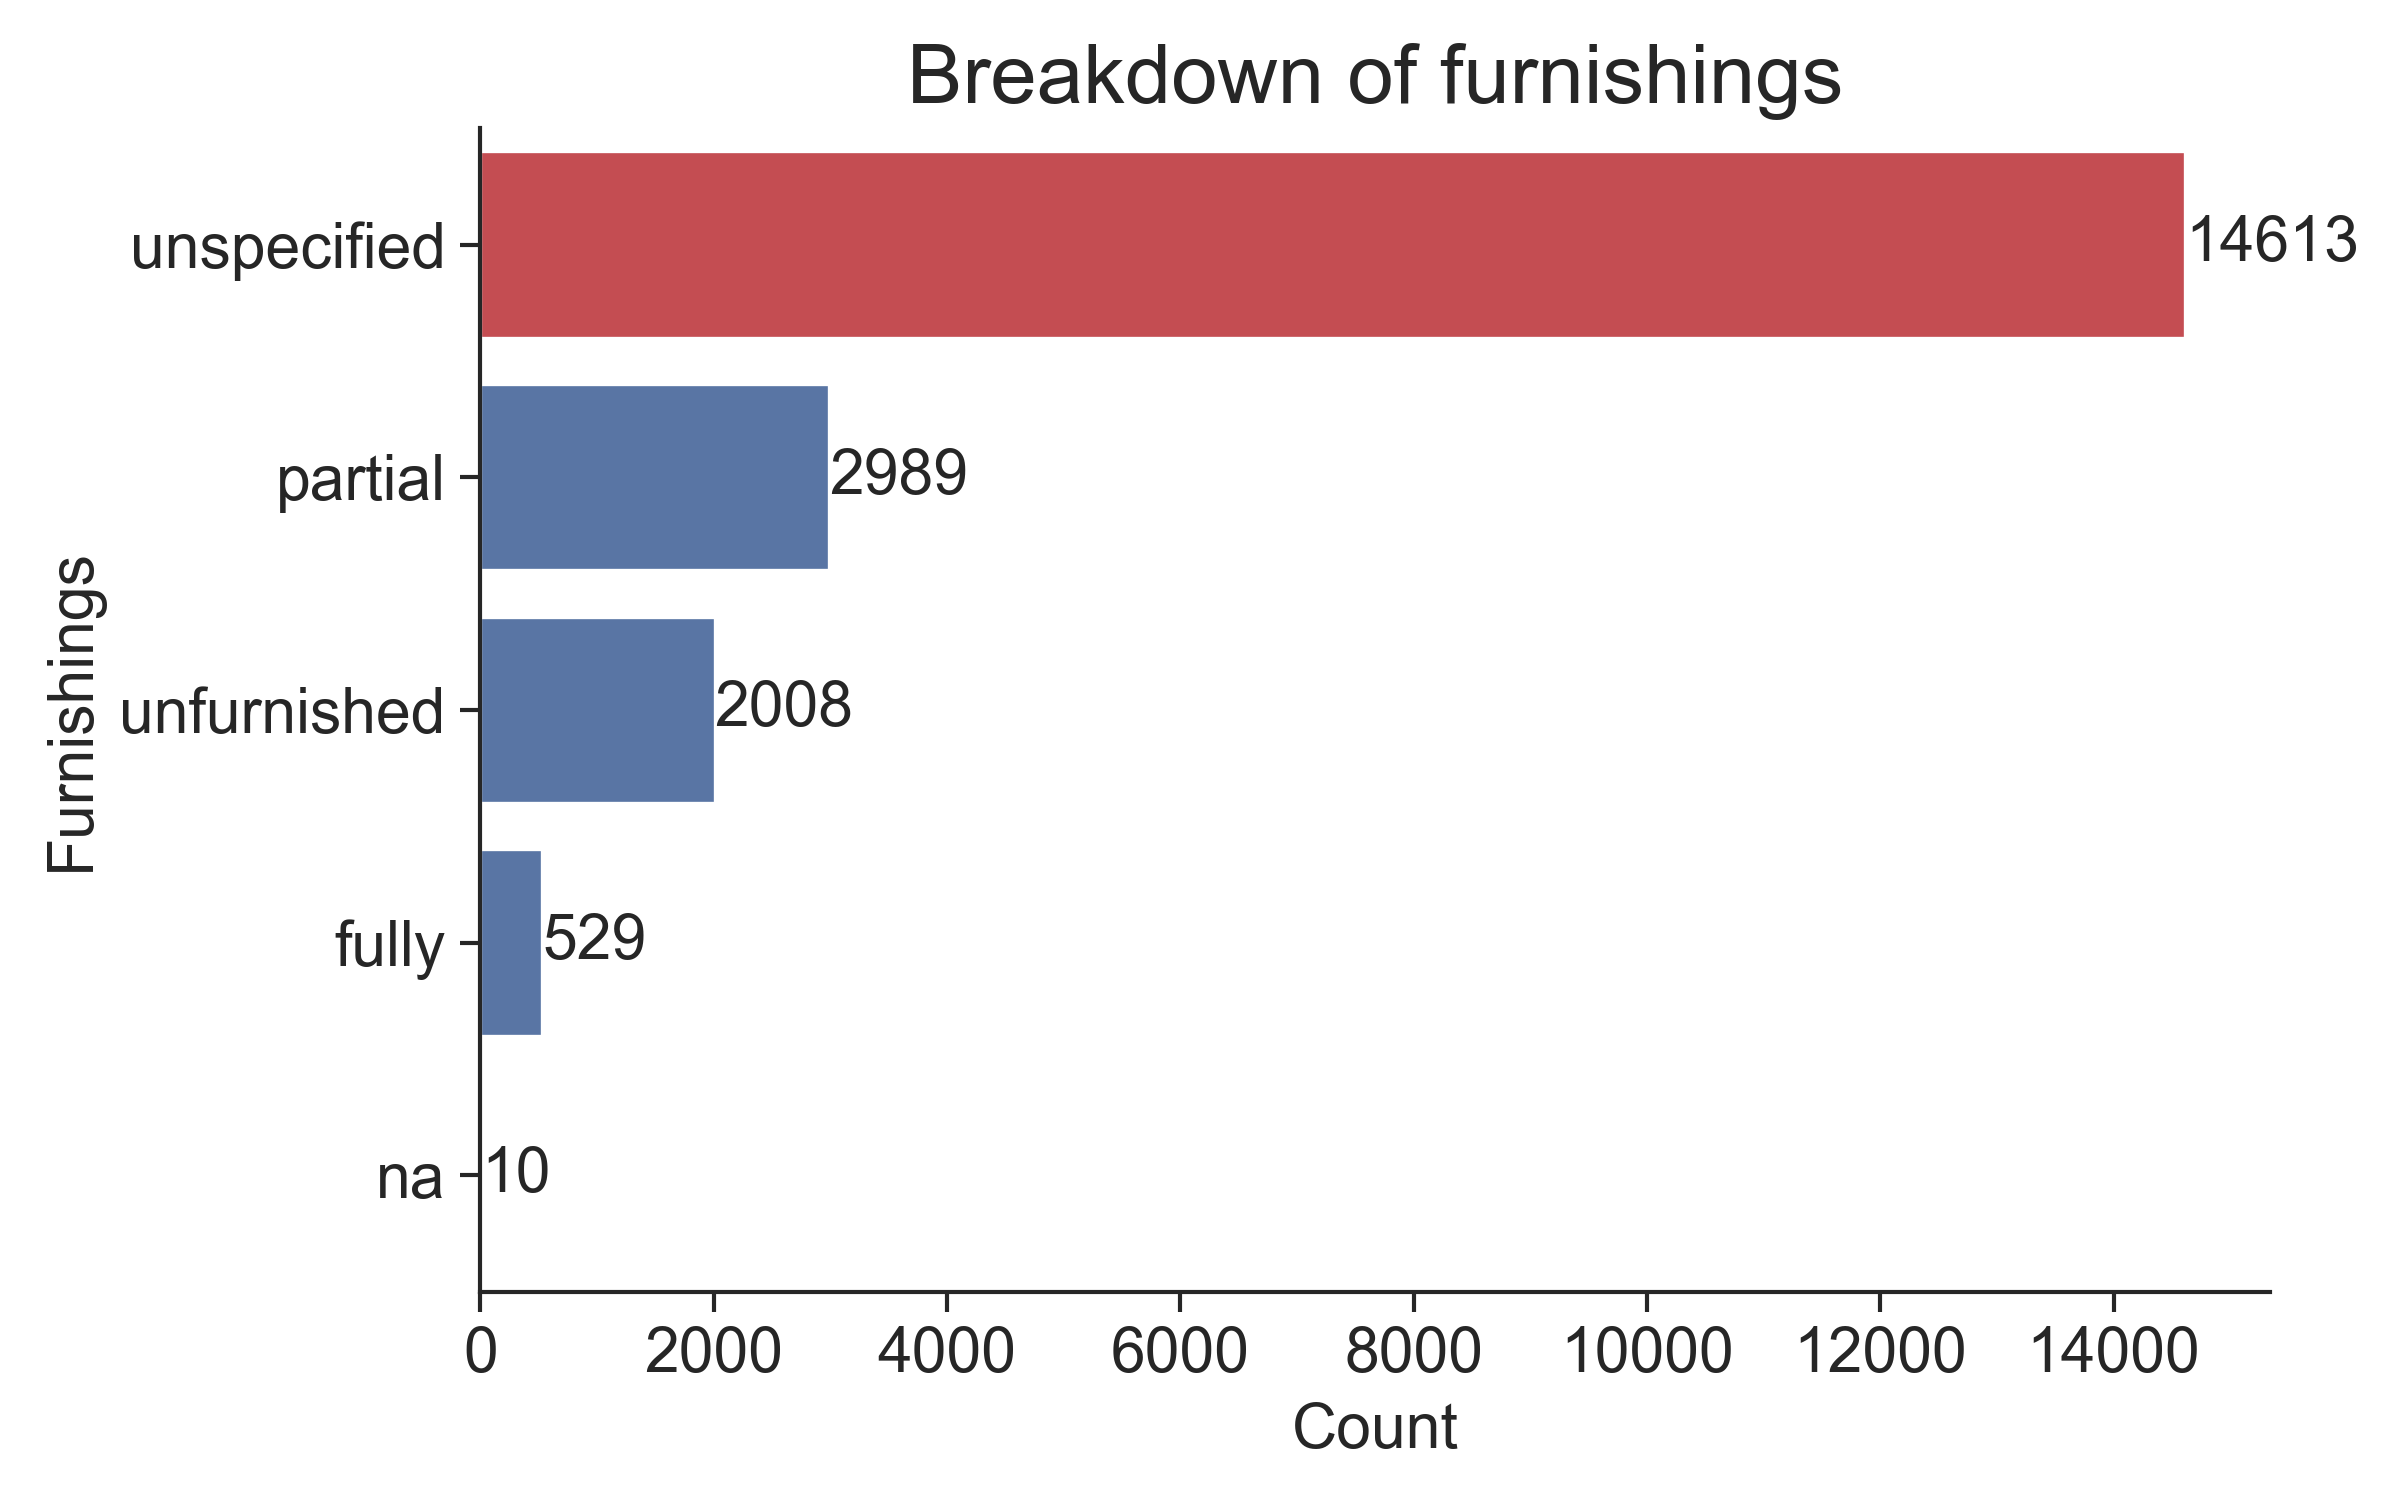 Breakdown of furnishings
unspecified
14613
partial
2989
unfurnished
2008
fully
529
na
10
Furnishings
0 2000 4000 6000 8000 10000 12000 14000
Count